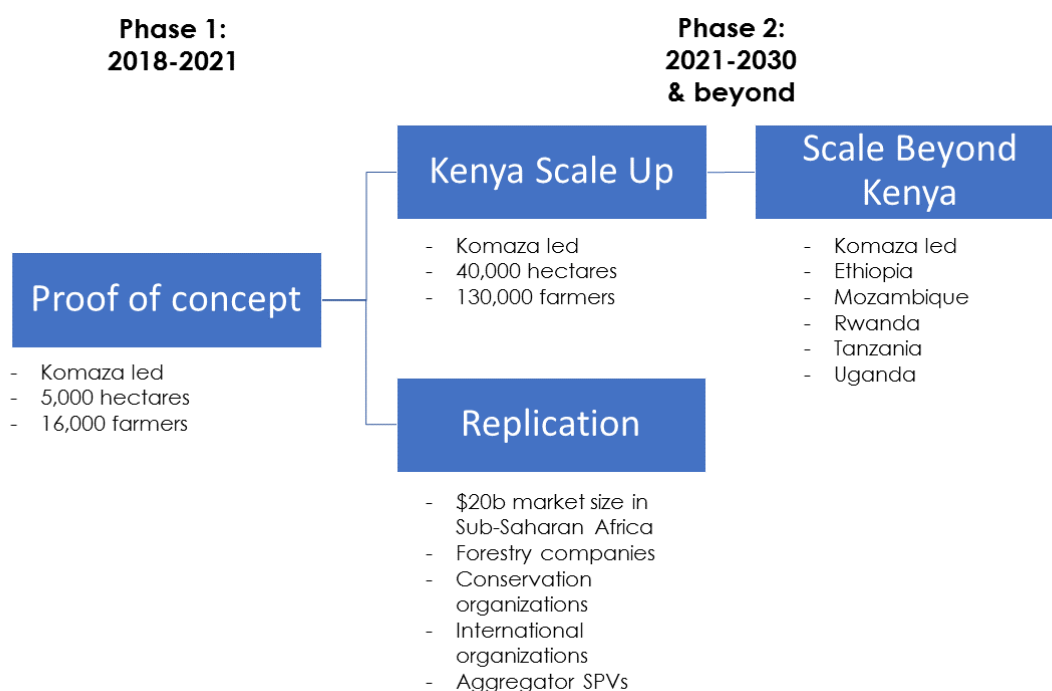 Phase 1:
2018-2021
Phase 2:
2021-2030
& beyond
Proof of concept
- Komaza led
- 5,000 hectares
- 16,000 farmers
Kenya Scale Up
- Komaza led
- 40,000 hectares
- 130,000 farmers
Scale Beyond
Kenya
- Komaza led
- Ethiopia
- Mozambique
- Rwanda
- Tanzania
- Uganda
Replication
- $20b market size in
Sub-Saharan Africa
- Forestry companies
- Conservation
organizations
- International
organizations
- Aggregator SPVs